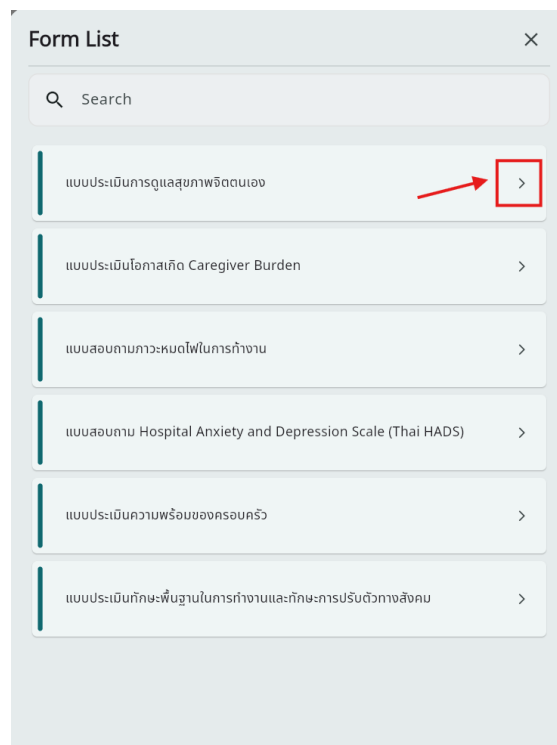 Form List
Search
แบบประเมินการดูแลสุขภาพจิตตนเอง
แบบประเมินโอกาสเกิด Caregiver Burden
แบบสอบถามภาวะหมดไฟในการท้างาน
แบบสอบถาม Hospital Anxiety and Depression Scale (Thai HADS)
แบบประเมินความพร้อมของครอบครัว
แบบประเมินทักษะพื้นฐานในการทำงานและทักษะการปรับตัวทางสังคม